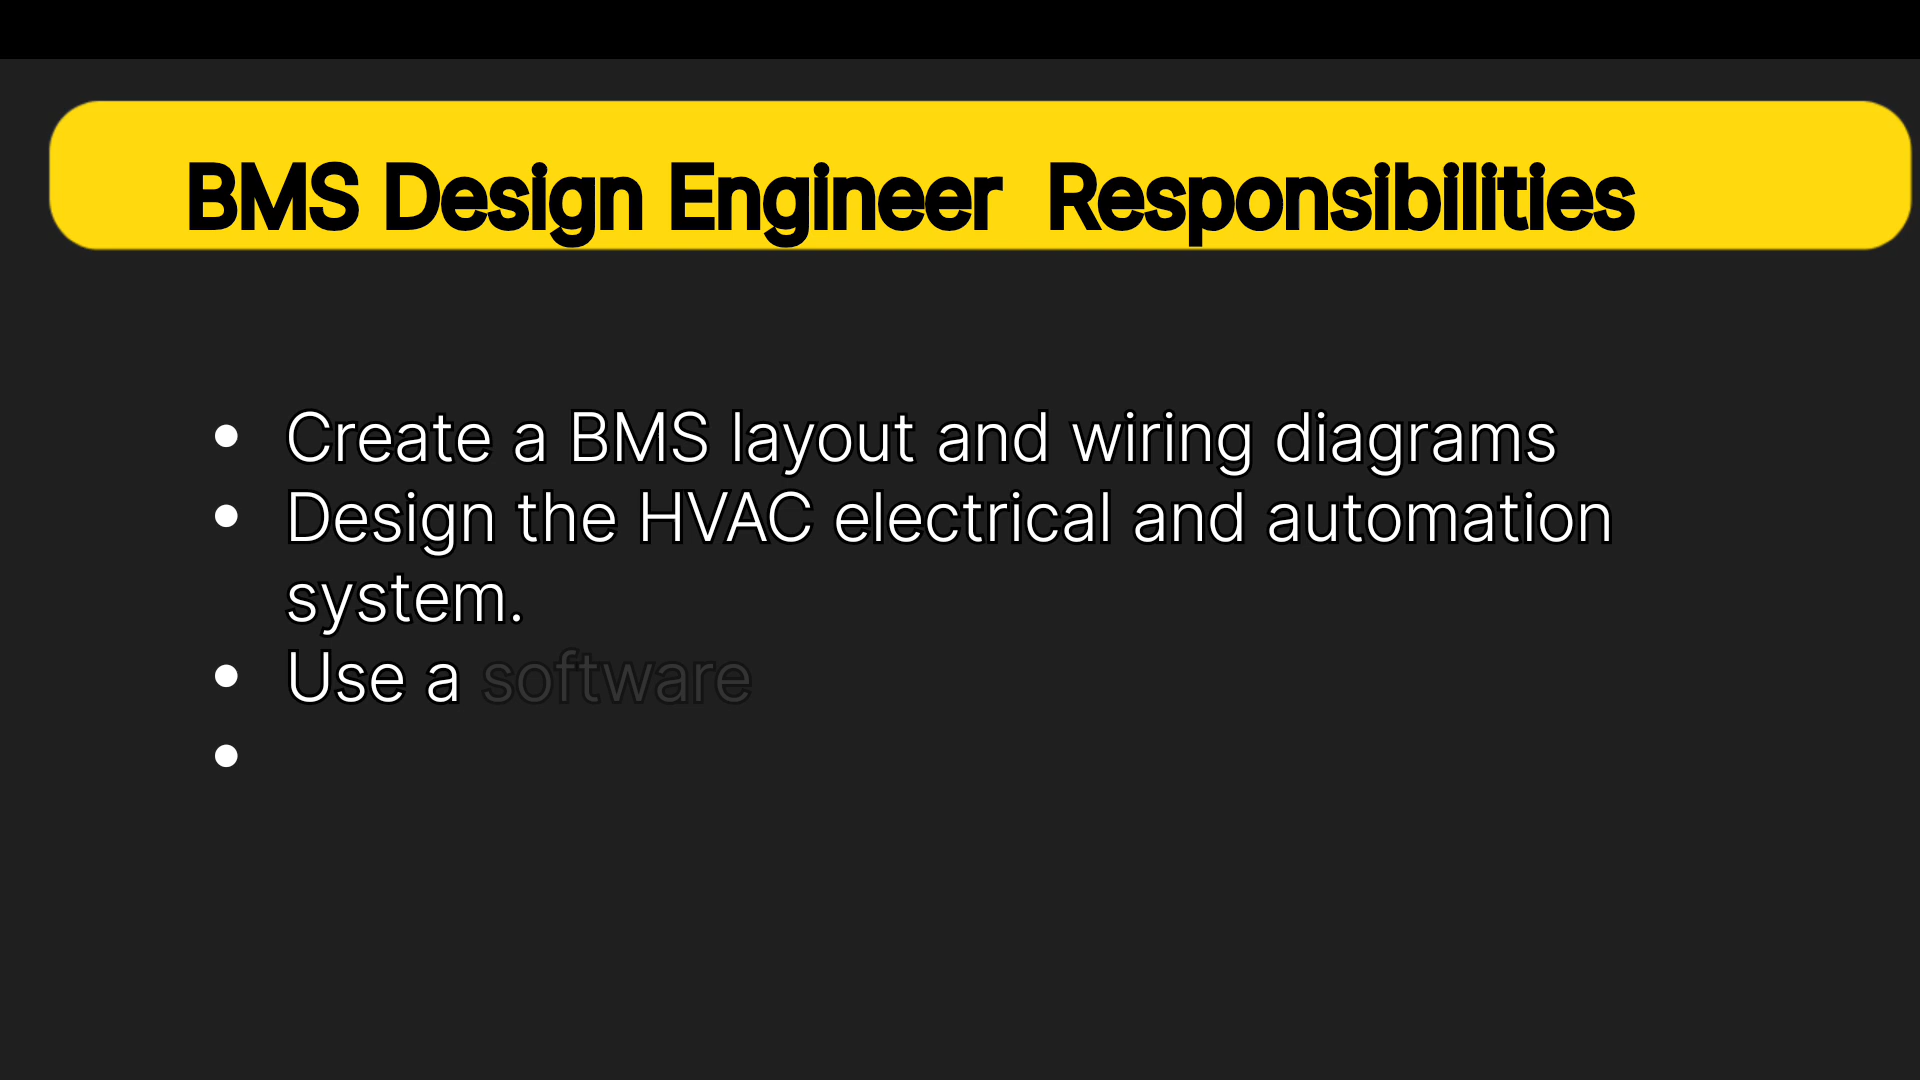 BMS Design Engineer  Responsibilities
• Create a BMS layout and wiring diagrams
• Design the HVAC electrical and automation
system.
• Use a software
•